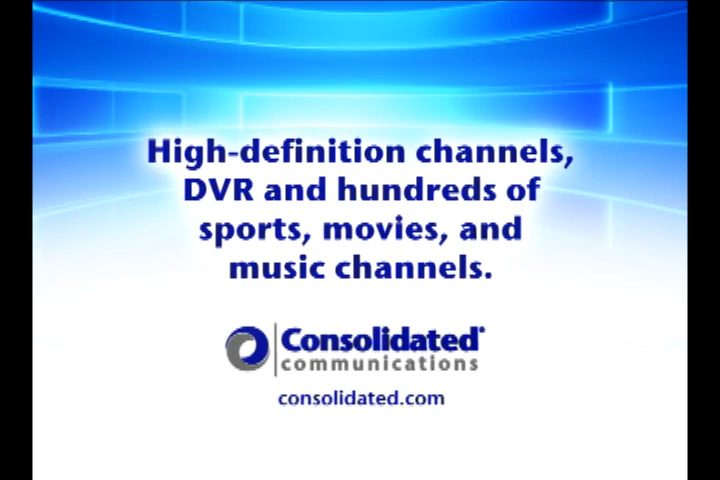 High-definition channels,
DVR and hundreds of
sports, movies, and
music channels.
Consolidated
communications
consolidated.com